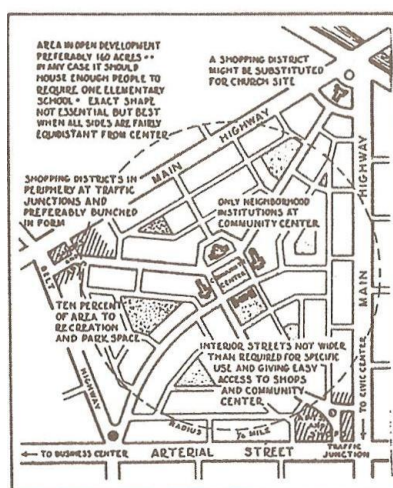 AREA IN OPEN DEVELOPMENT
PREFERABLY 160 ACRES --
IN ANY CASE IT SHOULD
HOUSE ENOUGH PEOPLE TO
REQUIRE ONE ELEMENTARY
SCHOOL • EXACT SHAPE
NOT ESSENTIAL BUT BEST
WHEN ALL SIDES ARE FAIRLY
EQUIDISTANT FROM CENTER
A SHOPPING DISTRICT
MIGHT BE SUBSTITUTED
FOR CHURCH SITE
MAIN HIGHWAY
SHOPPING DISTRICTS IN
PERIPHERY AT TRAFFIC
JUNCTIONS AND
PREFERABLY BUNCHED
IN FORM
ONLY NEIGHBORHOOD
INSTITUTIONS AT
COMMUNITY CENTER
HIGHWAY
MAIN
CENTER
BELT
HIGHWAY
TEN PERCENT
OF AREA TO
RECREATION
AND PARK SPACE
INTERIOR STREETS NOT WIDER
THAN REQUIRED FOR SPECIFIC
USE AND GIVING EASY
ACCESS TO SHOPS
AND COMMUNITY
CENTER
TO CIVIC CENTER
RADIUS
MILE
TO BUSINESS CENTER
ARTERIAL STREET
TRAFFIC
JUNCTION